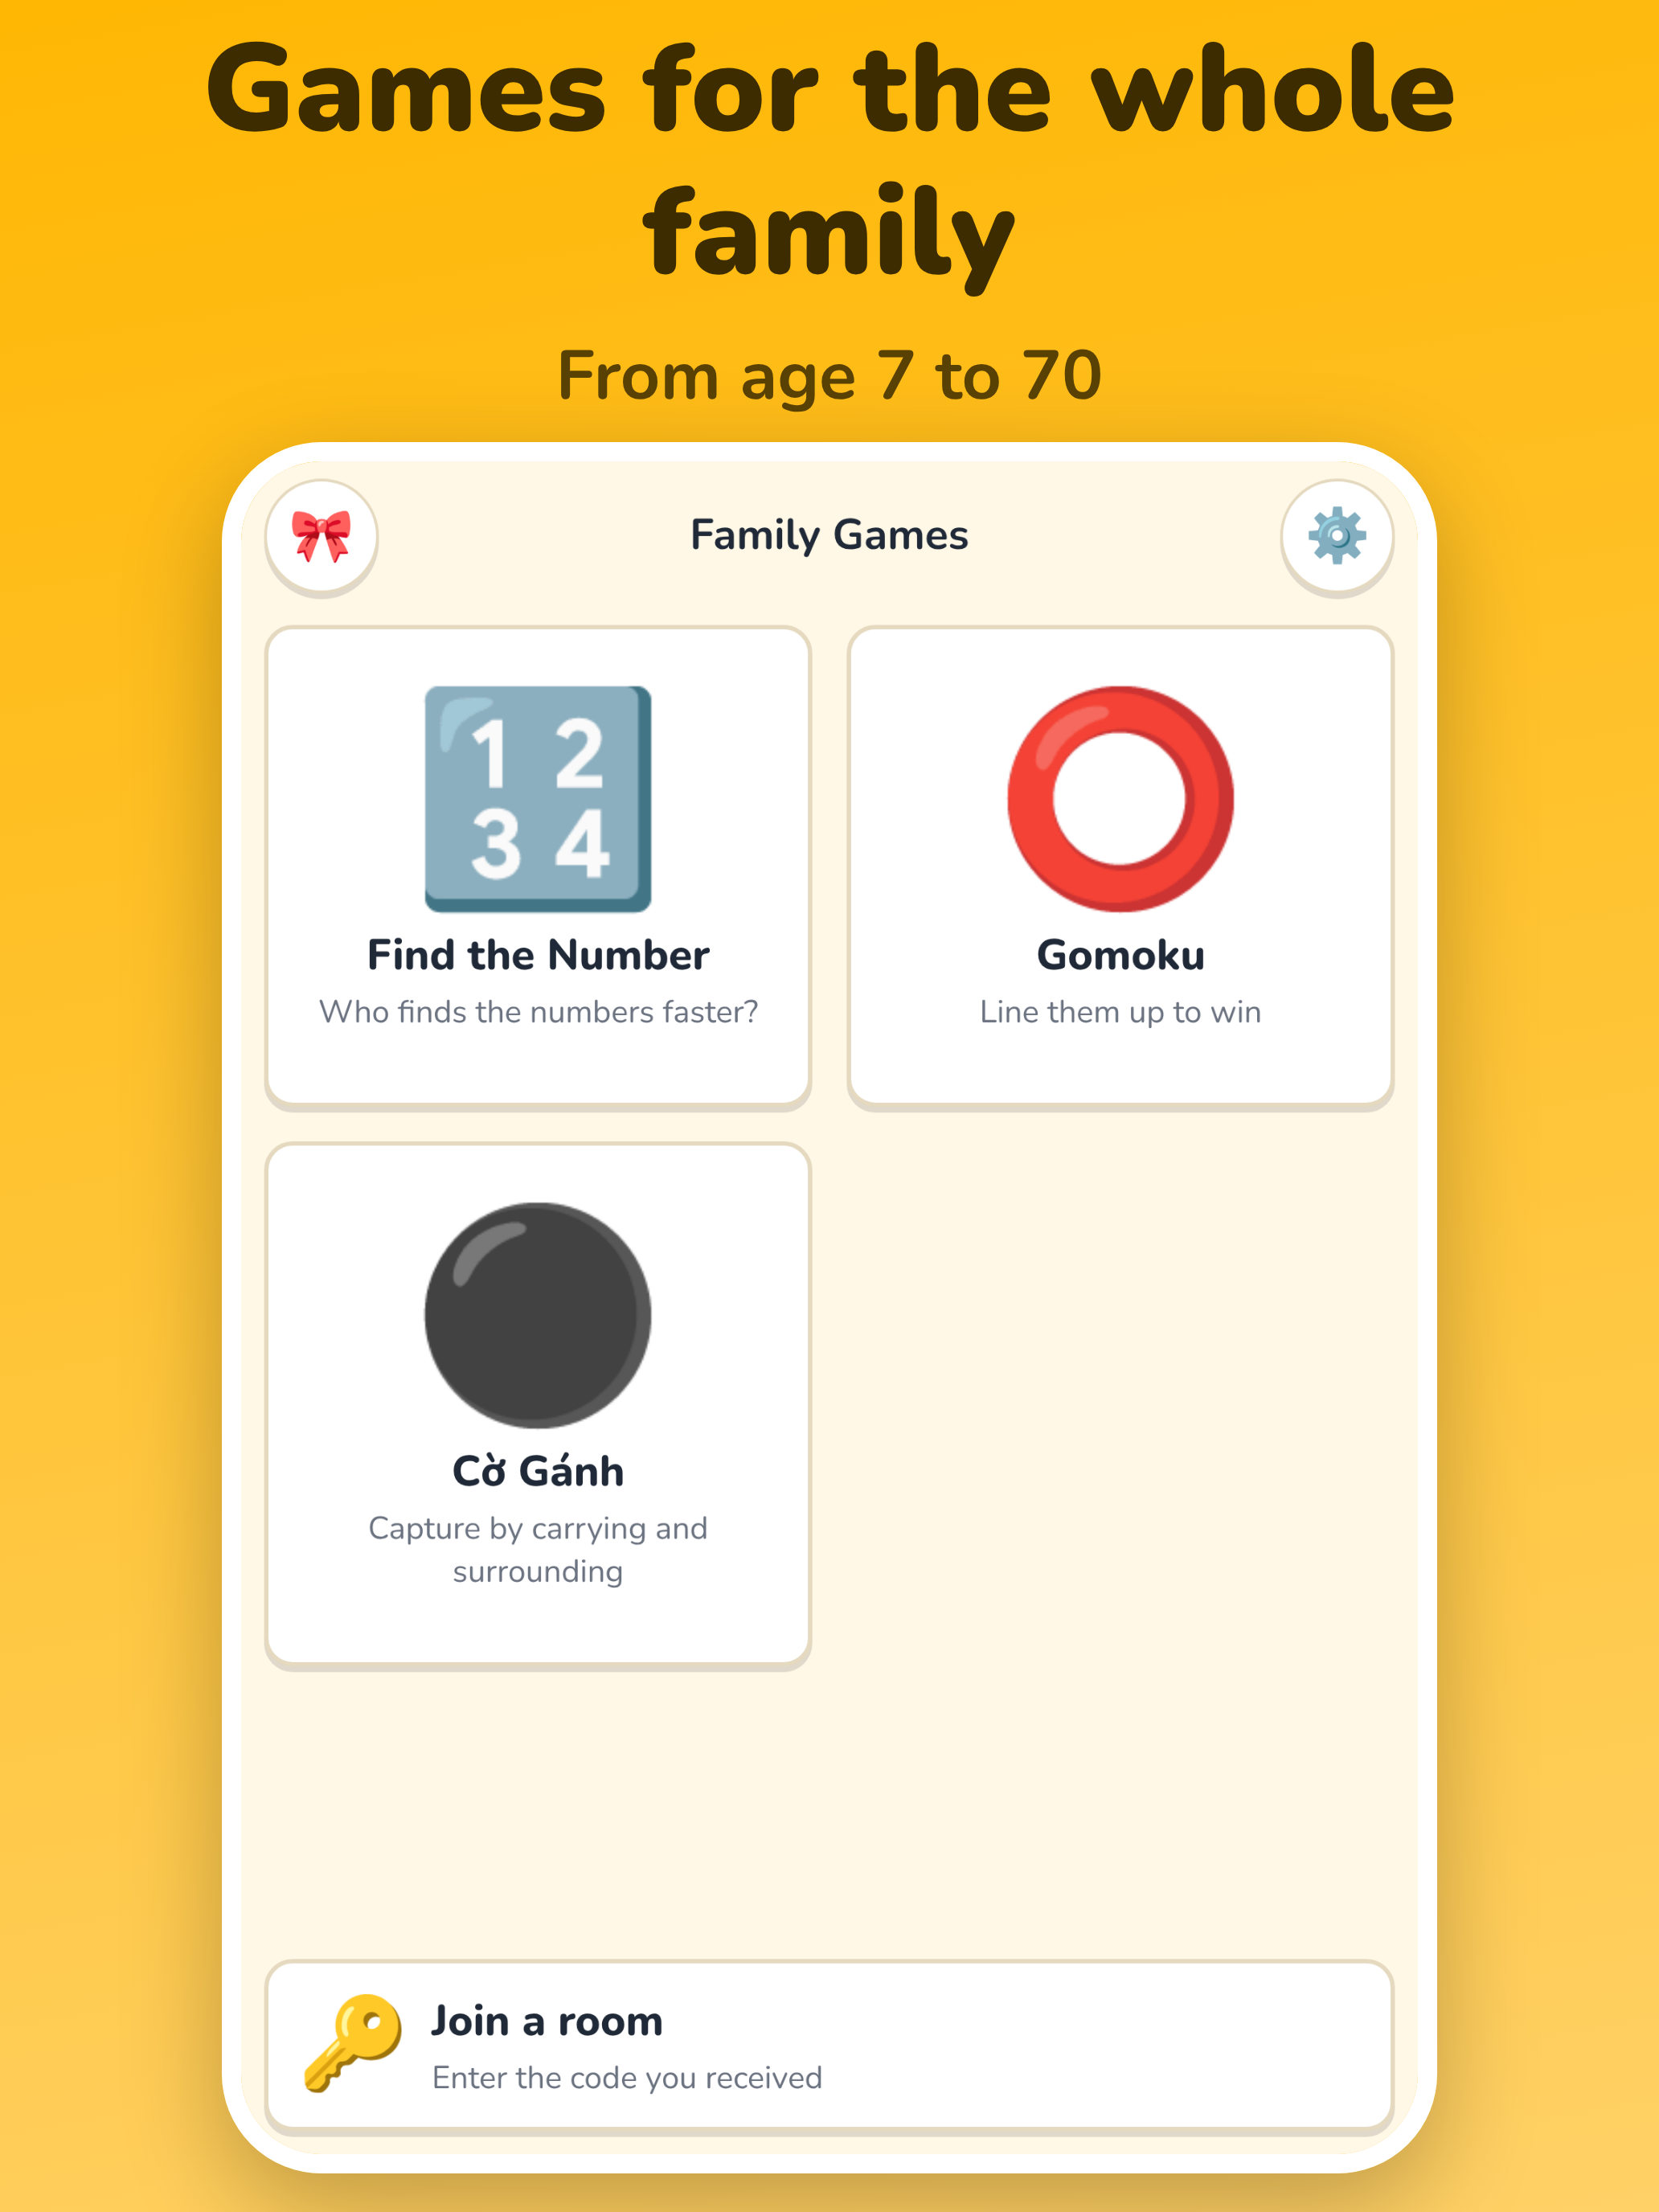 Games for the whole
family
From age 7 to 70
Family Games
1 2
3 4
Find the Number
Who finds the numbers faster?
Gomoku
Line them up to win
Cờ Gánh
Capture by carrying and
surrounding
Join a room
Enter the code you received